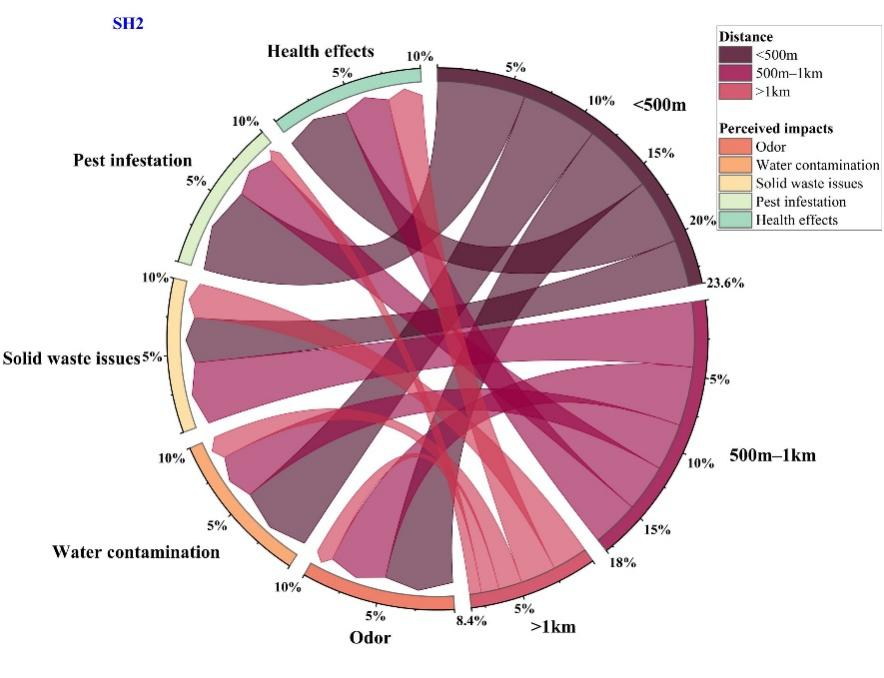 SH2
Health effects
10%
5%
5%
10%
<500m
15%
20%
23.6%
10%
Pest infestation
5%
10%
Solid waste issues
5%
5%
10%
500m–1km
15%
18%
10%
5%
Water contamination
10%
5%
Odor
8.4%
5%
>1km
Distance
<500m
500m–1km
>1km
Perceived impacts
Odor
Water contamination
Solid waste issues
Pest infestation
Health effects